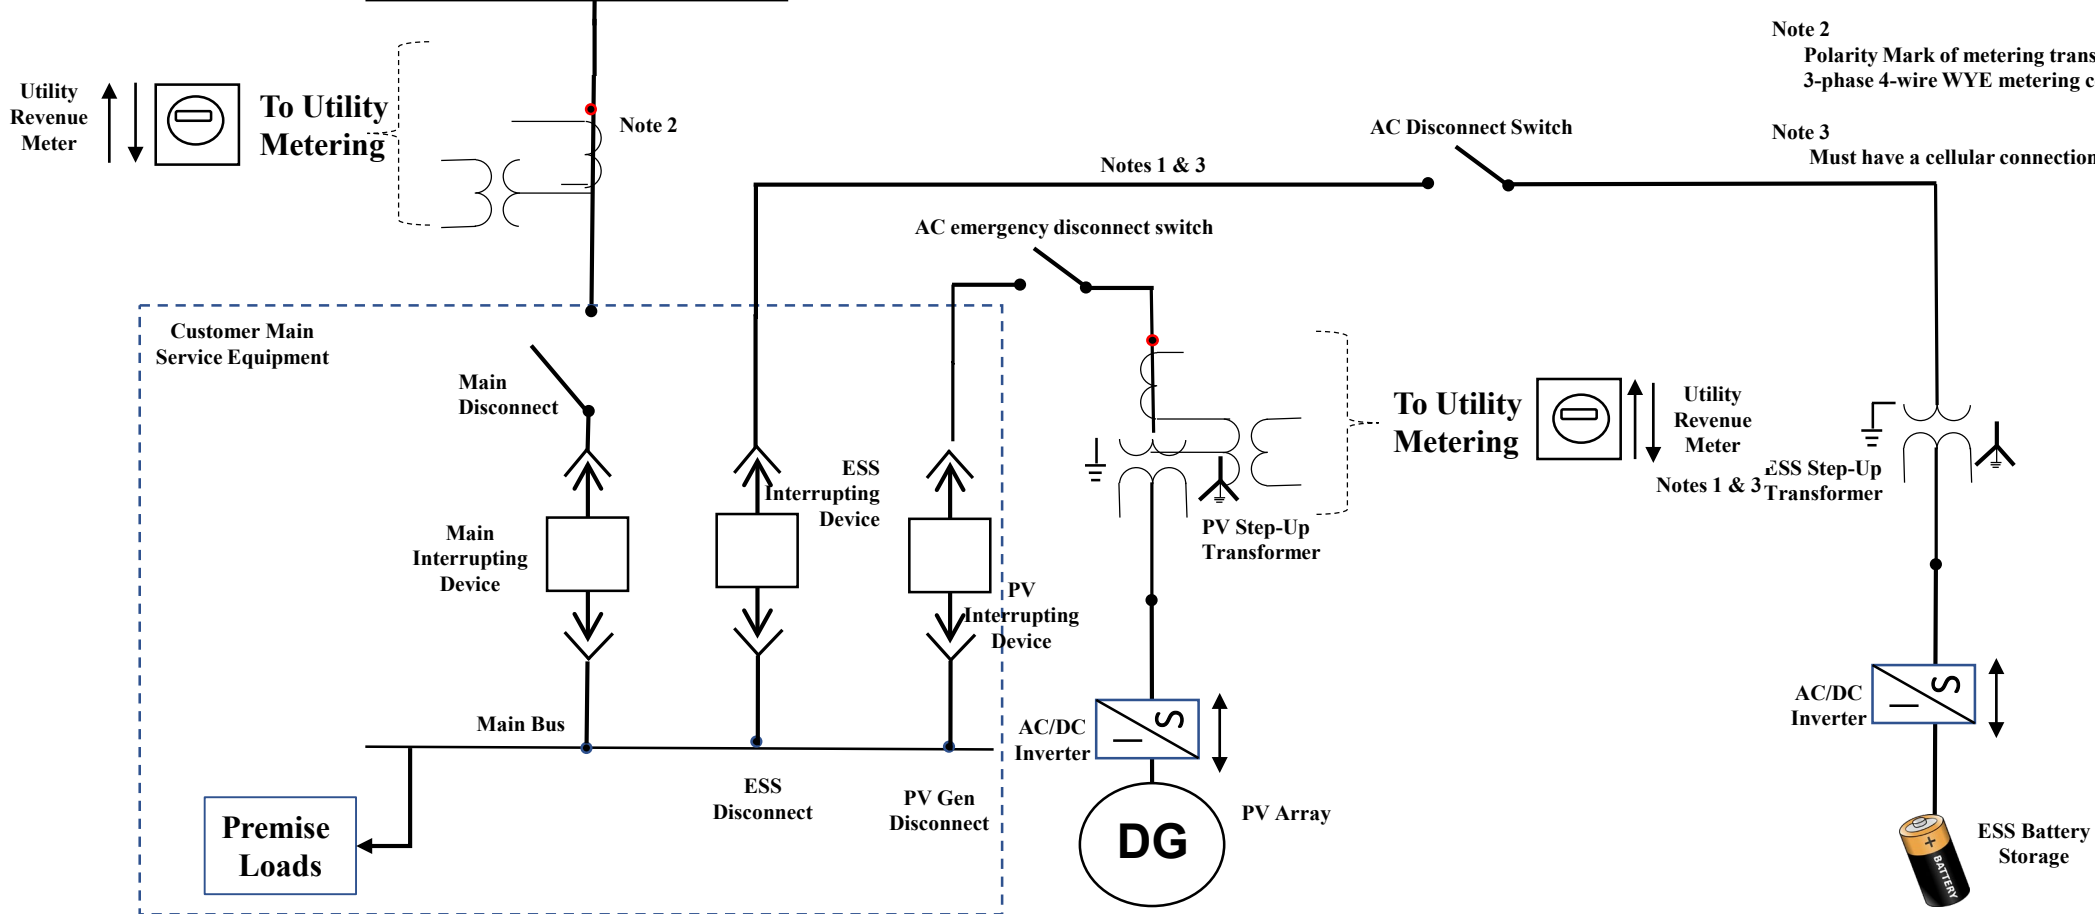 Note 2
Polarity Mark of metering trans
3-phase 4-wire WYE metering c
Note 3
Must have a cellular connection
Utility
Revenue
Meter
To Utility
Metering
Note 2
AC Disconnect Switch
Notes 1 & 3
AC emergency disconnect switch
Customer Main
Service Equipment
Main
Disconnect
ESS
Interrupting
Device
Main
Interrupting
Device
PV
Interrupting
Device
To Utility
Metering
Utility
Revenue
Meter
Notes 1 & 3
ESS Step-Up
Transformer
PV Step-Up
Transformer
Main Bus
AC/DC
Inverter
AC/DC
Inverter
ESS
Disconnect
PV Gen
Disconnect
Premise
Loads
DG
PV Array
+
BATTERY
ESS Battery
Storage